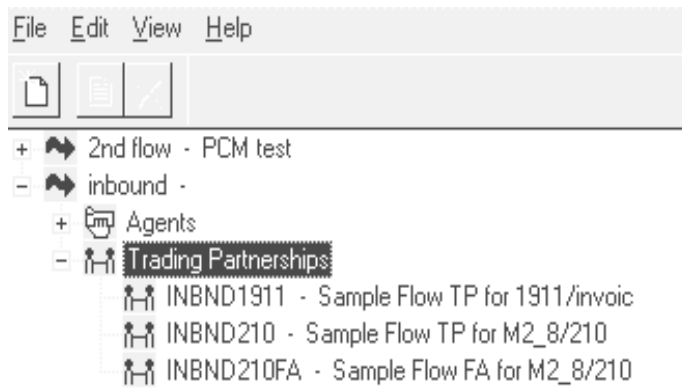 File Edit View Help
2nd flow - PCM test
inbound -
Agents
Trading Partnerships
INBND1911 - Sample Flow TP for 1911/invoic
INBND210 - Sample Flow TP for M2_8/210
INBND210FA - Sample Flow FA for M2_8/210